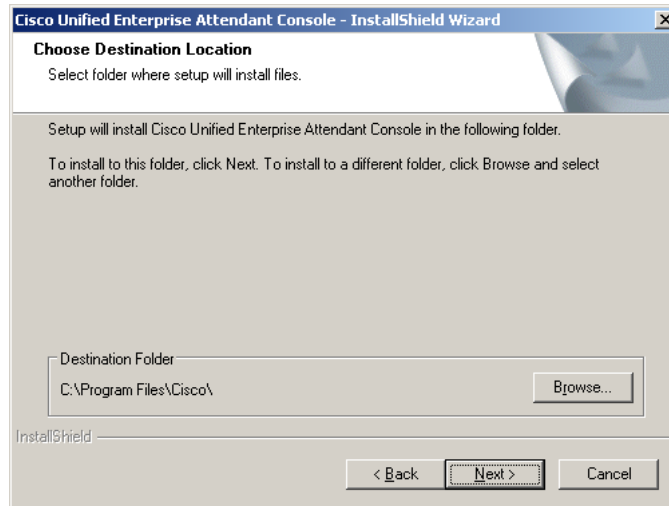 Cisco Unified Enterprise Attendant Console - InstallShield Wizard
Choose Destination Location
Select folder where setup will install files.
Setup will install Cisco Unified Enterprise Attendant Console in the following folder.
To install to this folder, click Next. To install to a different folder, click Browse and select
another folder.
Destination Folder
C:\Program Files\Cisco\
Browse...
InstallShield
< Back
Next >
Cancel